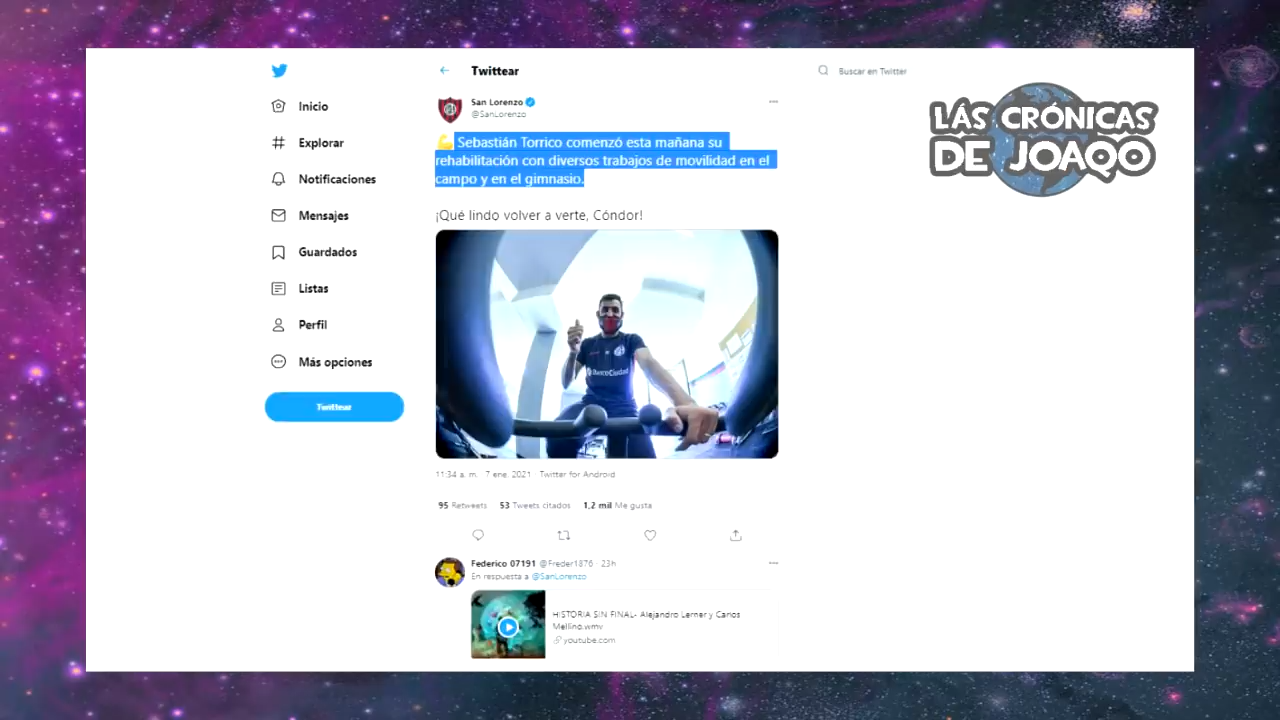 Twittear
Buscar en Twitter
Inicio
Explorar
Notificaciones
Mensajes
Guardados
Listas
Perfil
Más opciones
Twittear
San Lorenzo
@SanLorenzo
Sebastián Torrico comenzó esta mañana su
rehabilitación con diversos trabajos de movilidad en el
campo y en el gimnasio.
¡Qué lindo volver a verte, Cóndor!
BancoCiudad
11:34 a. m. · 7 ene. 2021 · Twitter for Android
95 Retweets 53 Tweets citados 1,2 mil Me gusta
Federico 07191 @Freder1876 · 23h
En respuesta a @SanLorenzo
HISTORIA SIN FINAL- Alejandro Lerner y Carlos
Mellino.wmv
youtube.com
LÁS CRÓNICAS
DE JOAQO